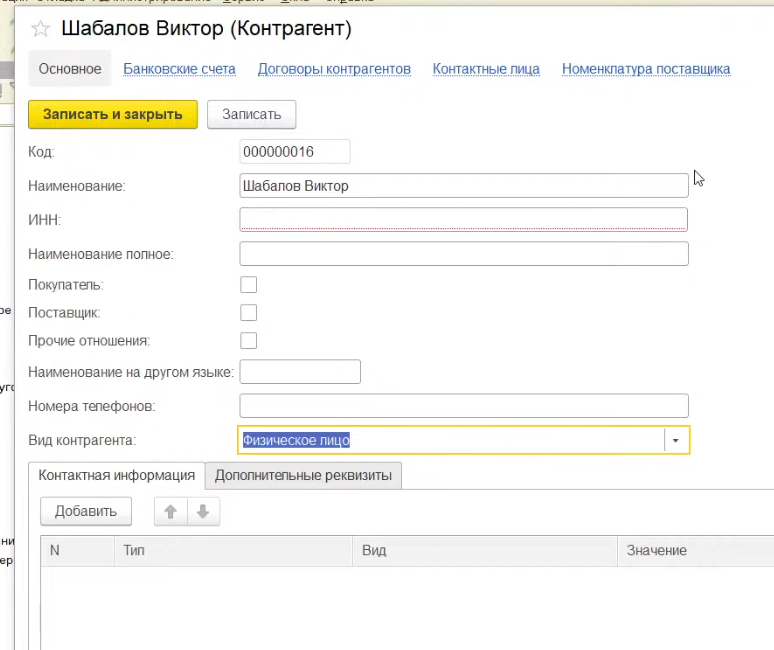 Шабалов Виктор (Контрагент)
Основное Банковские счета Договоры контрагентов Контактные лица Номенклатура поставщика
Записать и закрыть Записать
Код: 000000016
Наименование: Шабалов Виктор
ИНН:
Наименование полное:
Покупатель:
Поставщик:
Прочие отношения:
Наименование на другом языке:
Номера телефонов:
Вид контрагента: Физическое лицо
Контактная информация Дополнительные реквизиты
Добавить
N Тип Вид Значение